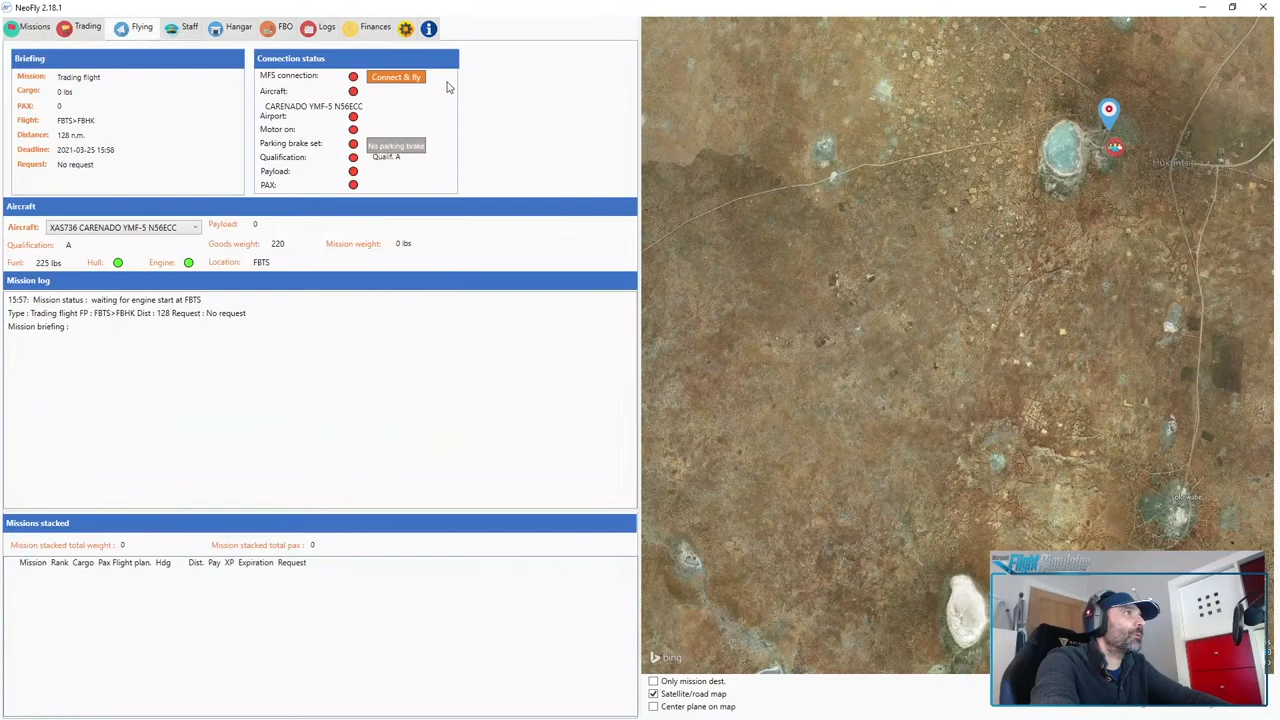 NeoFly 2.18.1
Missions Trading Flying Staff Hangar FBO Logs Finances
Briefing
Mission: Trading flight
Cargo: 0 lbs
PAX: 0
Flight: FBTS>FBHK
Distance: 128 n.m.
Deadline: 2021-03-25 15:58
Request: No request
Connection status
MFS connection: Connect & fly
Aircraft:
CARENADO YMF-5 N56ECC
Airport:
Motor on:
Parking brake set: No parking brake
Qualification: Qualif. A
Payload:
PAX:
Aircraft
Aircraft: XAS736 CARENADO YMF-5 N56ECC Payload: 0
Qualification: A Goods weight: 220 Mission weight: 0 lbs
Fuel: 225 lbs Hull: Engine: Location: FBTS
Mission log
15:57: Mission status : waiting for engine start at FBTS
Type : Trading flight FP : FBTS>FBHK Dist : 128 Request : No request
Mission briefing :
Missions stacked
Mission stacked total weight : 0 Mission stacked total pax : 0
Mission Rank Cargo Pax Flight plan. Hdg Dist. Pay XP Expiration Request
Hukuntsi
Lokgwabe
bing
Flight Simulator
Only mission dest.
Satellite/road map
Center plane on map